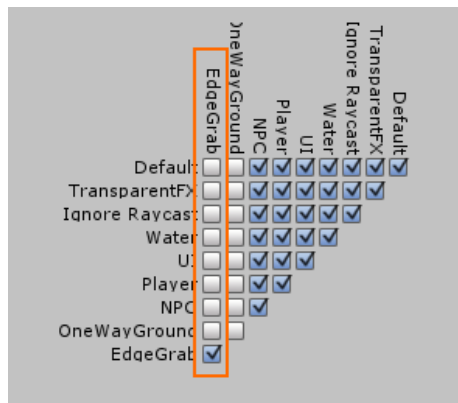 EdgeGrab
OneWayGround
NPC
Player
UI
Water
Ignore Raycast
TransparentFX
Default
Default
TransparentFX
Ignore Raycast
Water
UI
Player
NPC
OneWayGround
EdgeGrab